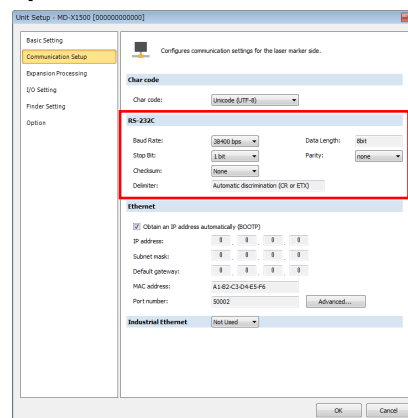 Unit Setup - MD-X1500 [000000000000]
Basic Setting
Communication Setup
Expansion Processing
I/O Setting
Finder Setting
Option
Configures communication settings for the laser marker side.
Char code
Char code: Unicode (UTF-8)
RS-232C
Baud Rate: 38400 bps Data Length: 8bit
Stop Bit: 1 bit Parity: none
Checksum: None
Delimiter: Automatic discrimination (CR or ETX)
Ethernet
Obtain an IP address automatically (BOOTP)
IP address: 0 . 0 . 0 . 0
Subnet mask: 0 . 0 . 0 . 0
Default gateway: 0 . 0 . 0 . 0
MAC address: A1-B2-C3-D4-E5-F6
Port number: 50002 Advanced...
Industrial Ethernet Not Used
OK Cancel